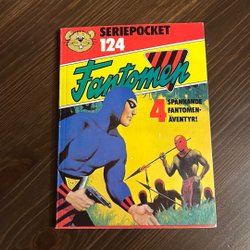 SERIEPOCKET
124
Fantomen
4 SPÄNNANDE
FANTOMEN-
ÄVENTYR!